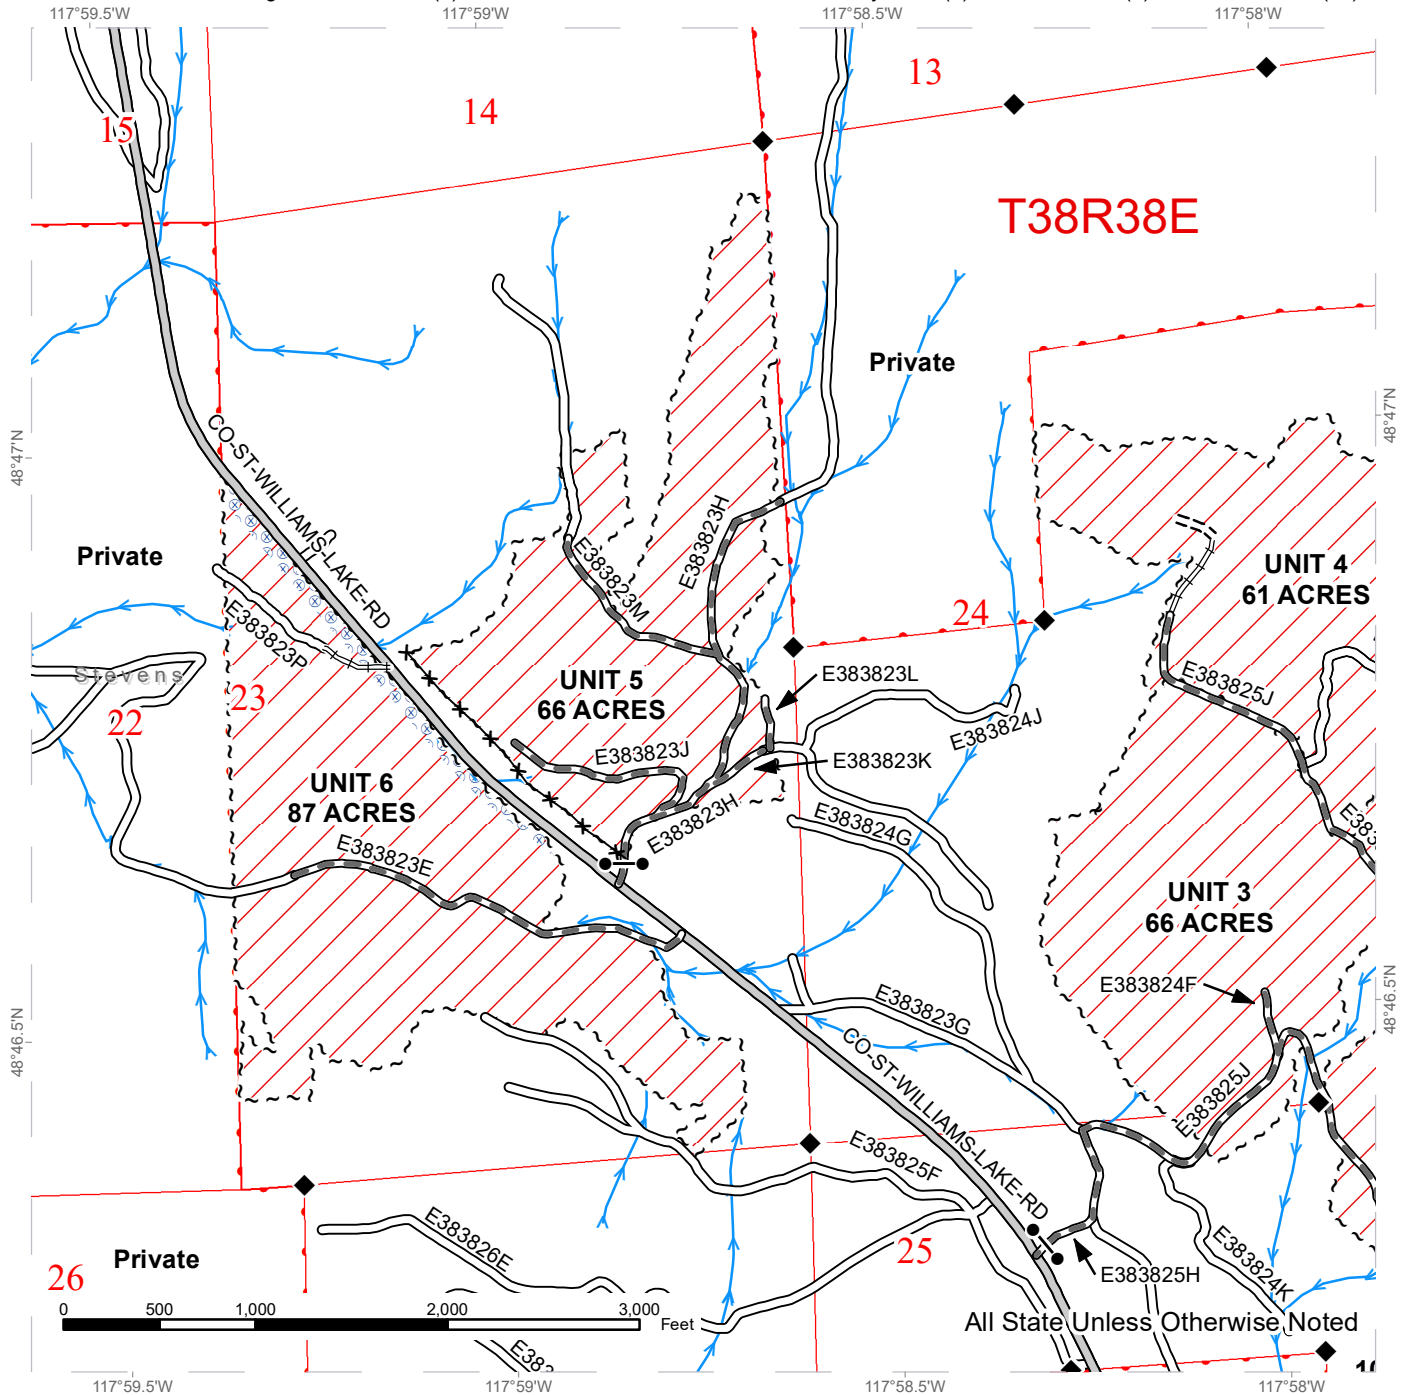 117°59.5'W
117°59'W
117°58.5'W
117°58'W
13
14
15
T38R38E
Private
48°47'N
48°47'N
CO-ST-WILLIAMS-LAKE-RD
E383823H
E383823M
Private
UNIT 4
61 ACRES
E383823P
24
Stevens
23
22
UNIT 5
66 ACRES
E383823L
E383825J
E383824J
E383823J
E383823K
UNIT 6
87 ACRES
E383823H
E383824G
E383
E383823E
UNIT 3
66 ACRES
E383824F
E383823G
48°46.5'N
48°46.5'N
CO-ST-WILLIAMS-LAKE-RD
E383825J
E383825F
E383826E
25
E383824K
Private
26
E383825H
0
500
1,000
2,000
3,000
Feet
All State Unless Otherwise Noted
E382
117°59.5'W
117°59'W
117°58.5'W
117°58'W